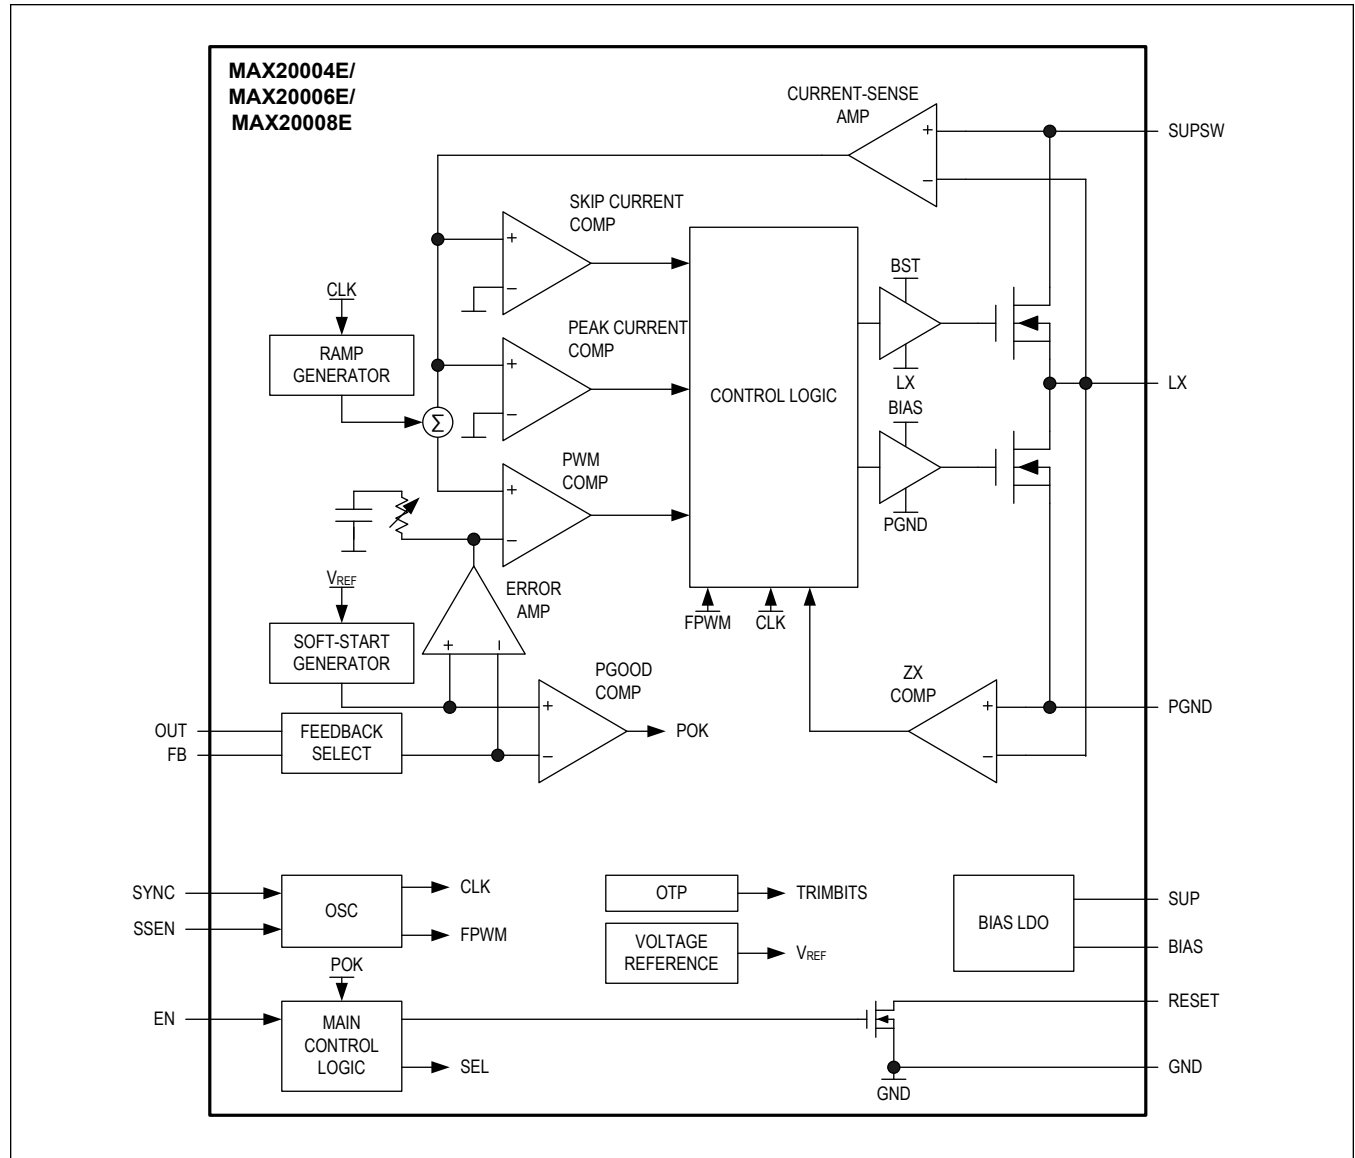 MAX20004E/
MAX20006E/
MAX20008E
CURRENT-SENSE
AMP
+
−
SUPSW
SKIP CURRENT
COMP
+
−
BST
CLK
RAMP
GENERATOR
PEAK CURRENT
COMP
+
−
LX
LX
CONTROL LOGIC
BIAS
Σ
PWM
COMP
+
−
PGND
VREF
ERROR
AMP
+
−
FPWM
CLK
SOFT-START
GENERATOR
PGOOD
COMP
+
−
POK
ZX
COMP
+
−
PGND
OUT
FB
FEEDBACK
SELECT
SYNC
SSEN
OSC
CLK
FPWM
OTP
TRIMBITS
VOLTAGE
REFERENCE
VREF
BIAS LDO
SUP
BIAS
POK
EN
MAIN
CONTROL
LOGIC
SEL
RESET
GND
GND